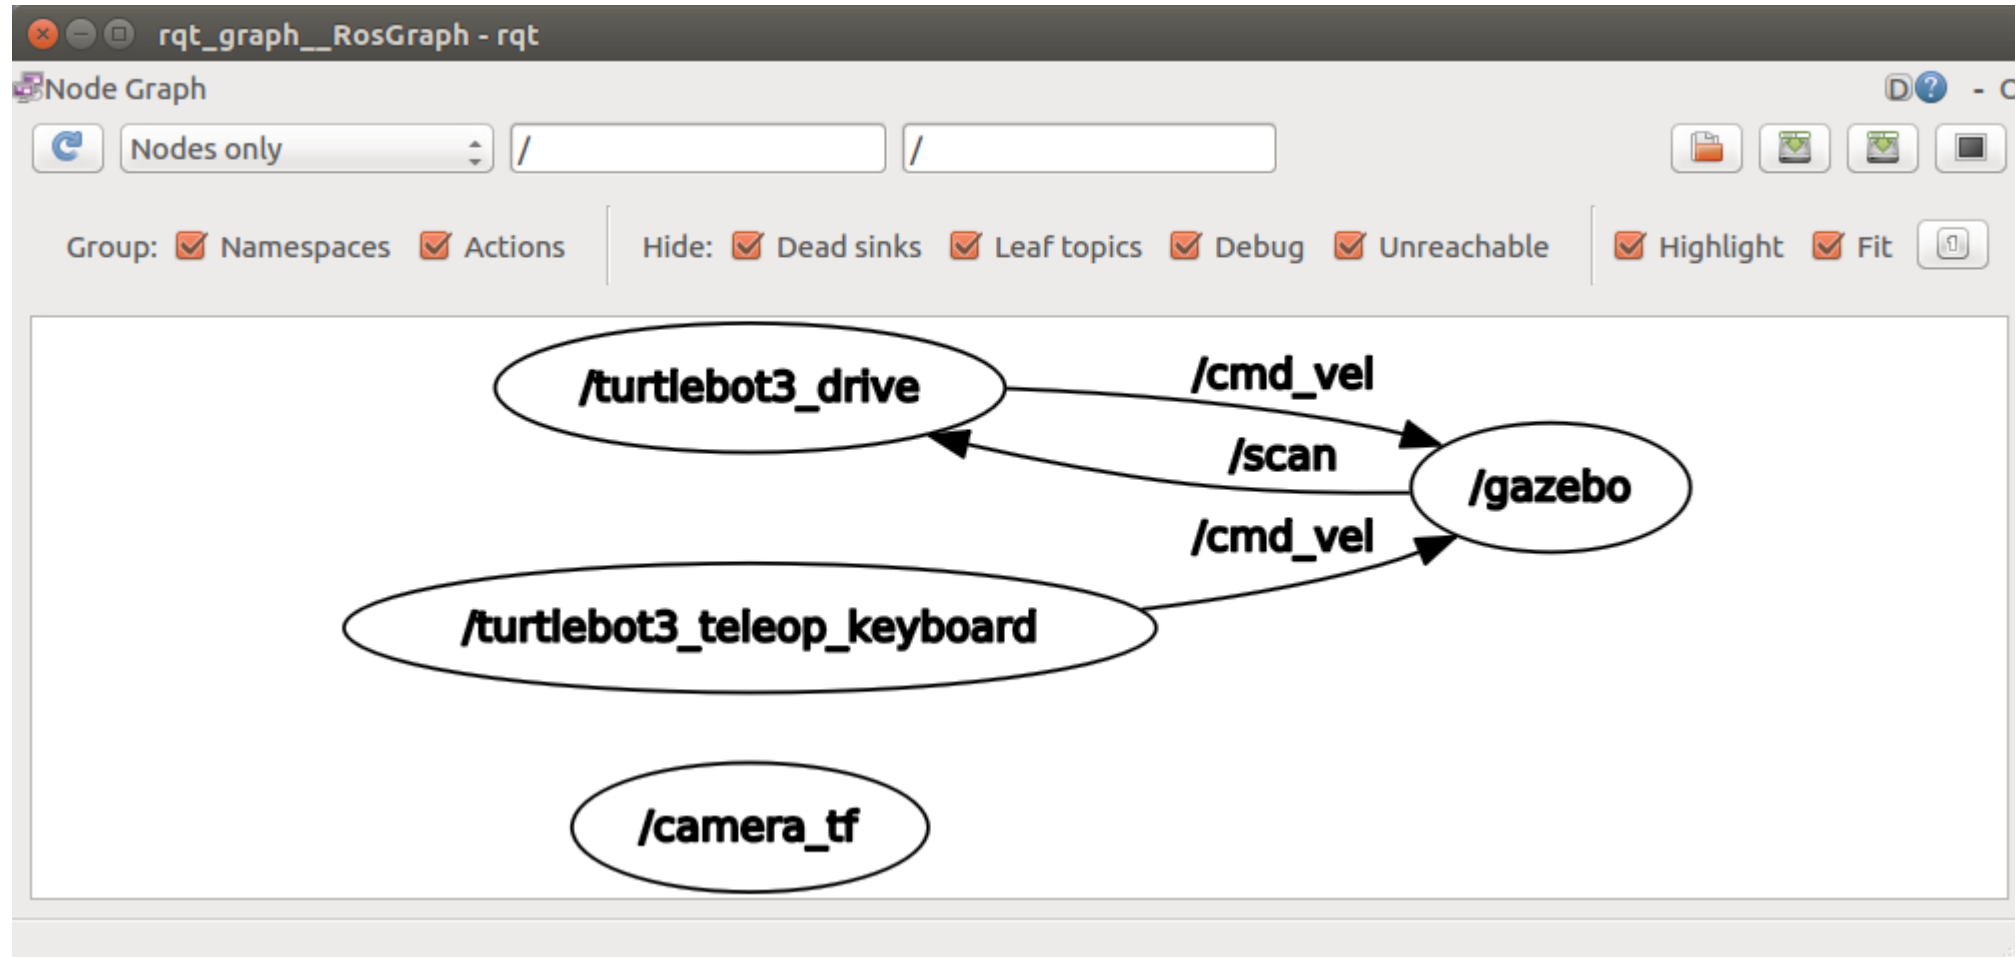 rqt_graph__RosGraph - rqt
Node Graph
D ? - O
Nodes only / /
Group: Namespaces Actions Hide: Dead sinks Leaf topics Debug Unreachable Highlight Fit
/turtlebot3_drive
/cmd_vel
/scan
/gazebo
/cmd_vel
/turtlebot3_teleop_keyboard
/camera_tf